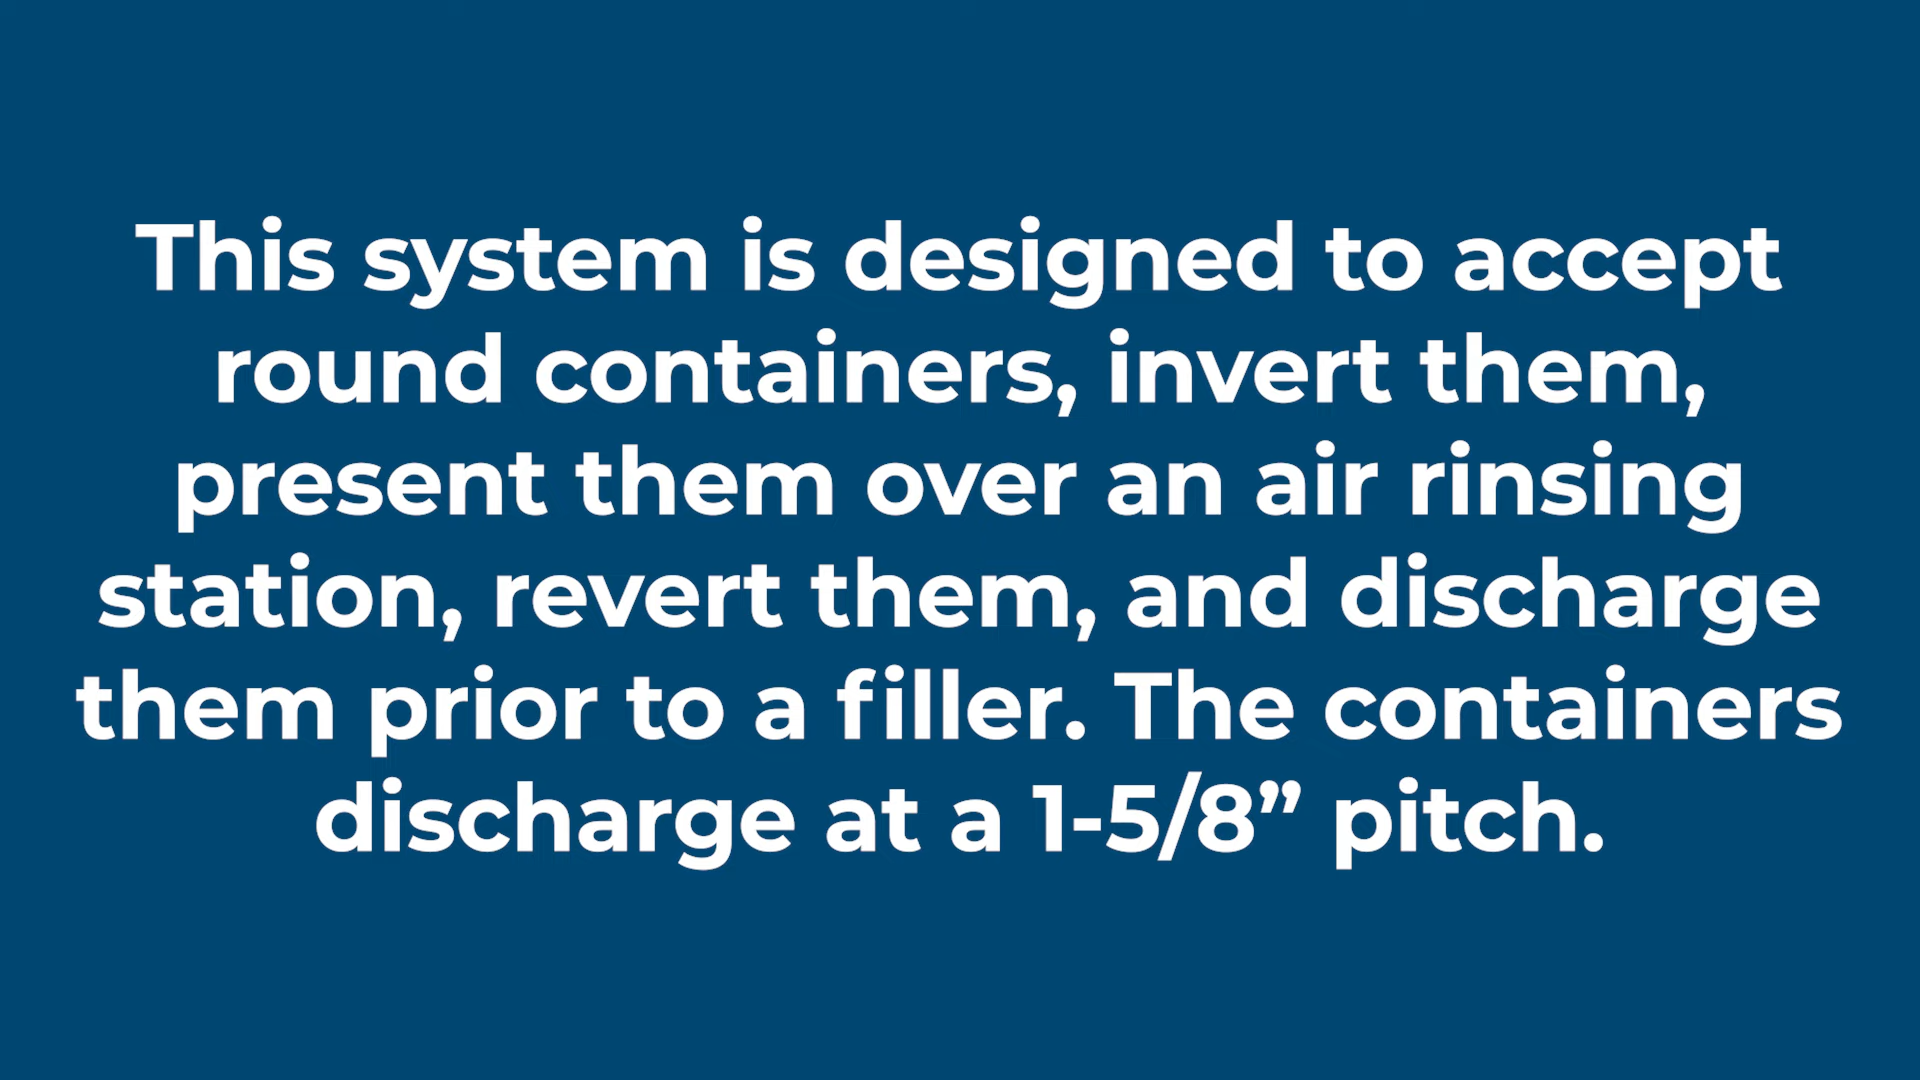 This system is designed to accept
round containers, invert them,
present them over an air rinsing
station, revert them, and discharge
them prior to a filler. The containers
discharge at a 1-5/8” pitch.